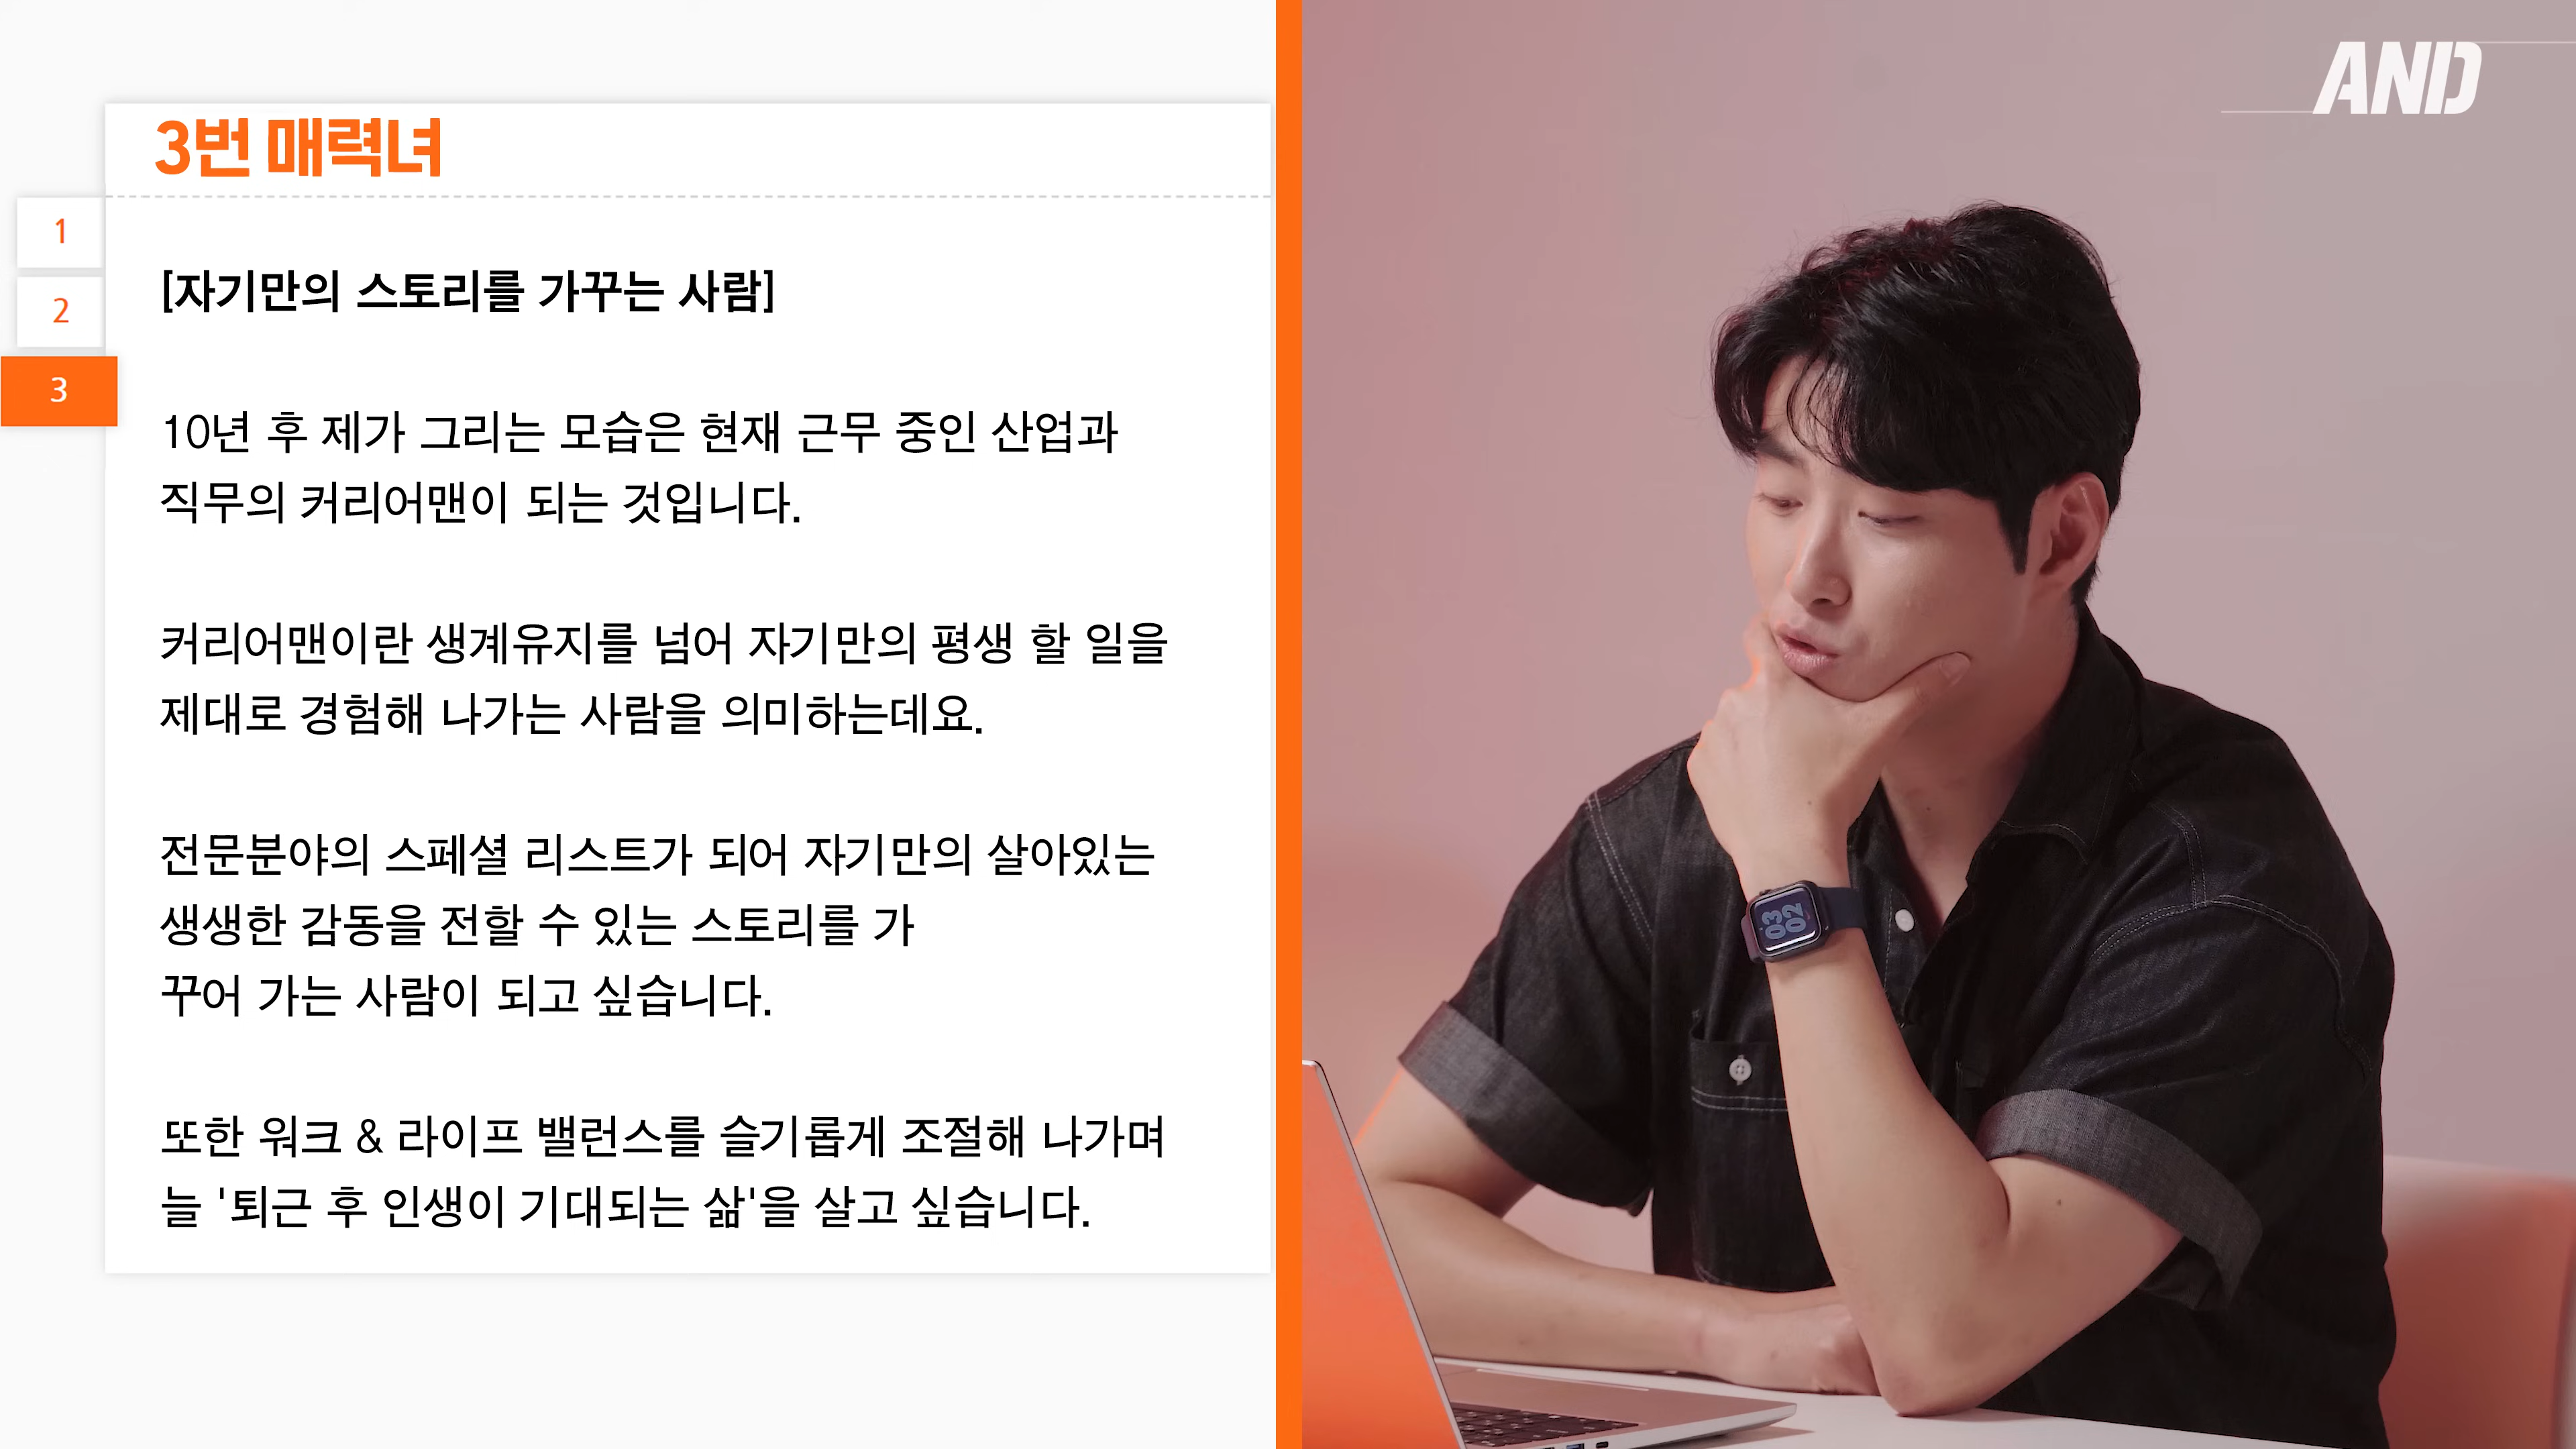 AND
3번 매력녀
1
2
3
[자기만의 스토리를 가꾸는 사람]
10년 후 제가 그리는 모습은 현재 근무 중인 산업과
직무의 커리어맨이 되는 것입니다.
커리어맨이란 생계유지를 넘어 자기만의 평생 할 일을
제대로 경험해 나가는 사람을 의미하는데요.
전문분야의 스페셜 리스트가 되어 자기만의 살아있는
생생한 감동을 전할 수 있는 스토리를 가
꾸어 가는 사람이 되고 싶습니다.
또한 워크 & 라이프 밸런스를 슬기롭게 조절해 나가며
늘 '퇴근 후 인생이 기대되는 삶'을 살고 싶습니다.
03
02